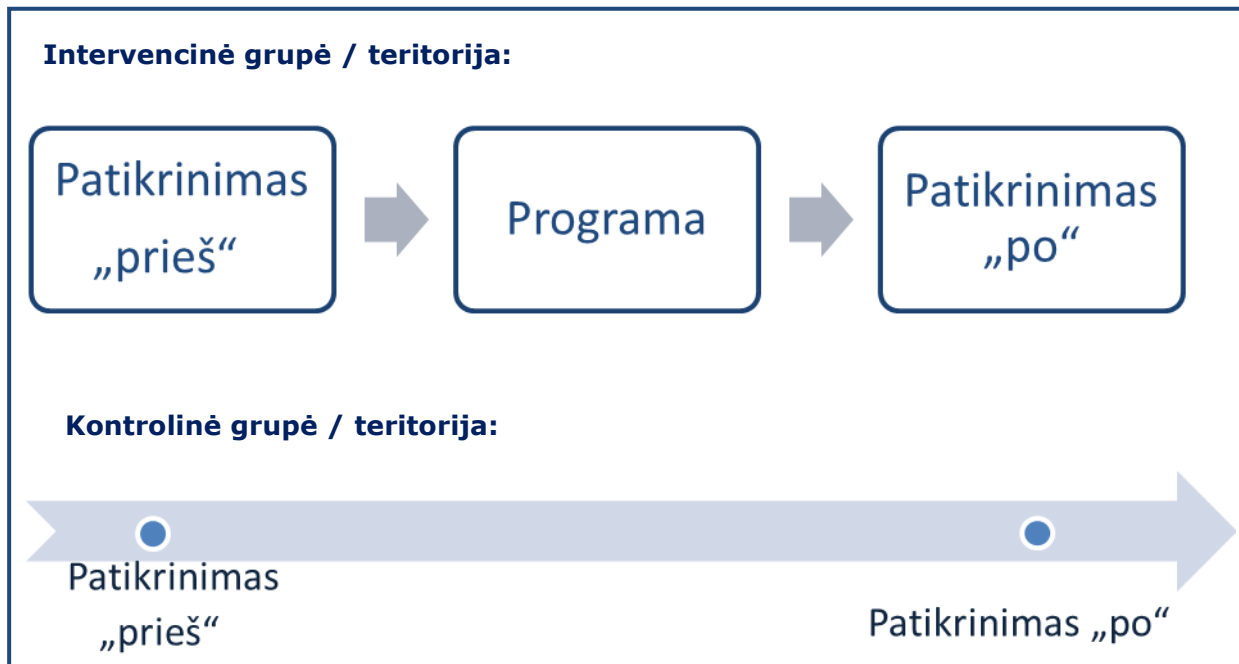 Intervencinė grupė / teritorija:
Patikrinimas
„prieš“
Programa
Patikrinimas
„po“
Kontrolinė grupė / teritorija:
Patikrinimas
„prieš“
Patikrinimas „po“